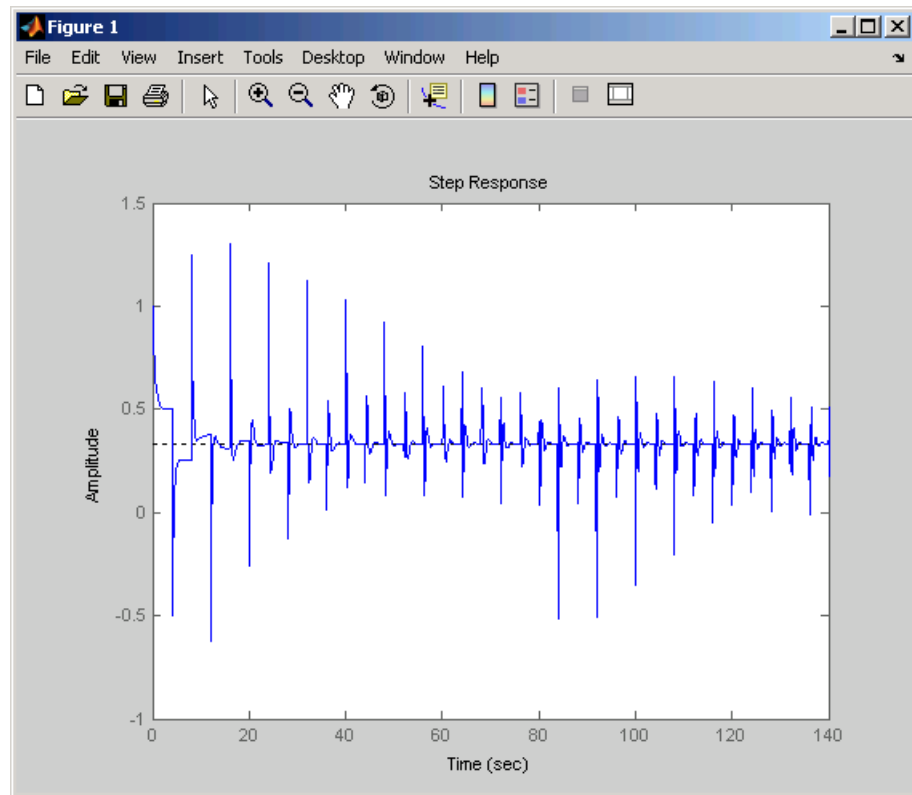 Figure 1
File Edit View Insert Tools Desktop Window Help
Step Response
1.5
1
0.5
0
-0.5
-1
Amplitude
0 20 40 60 80 100 120 140
Time (sec)